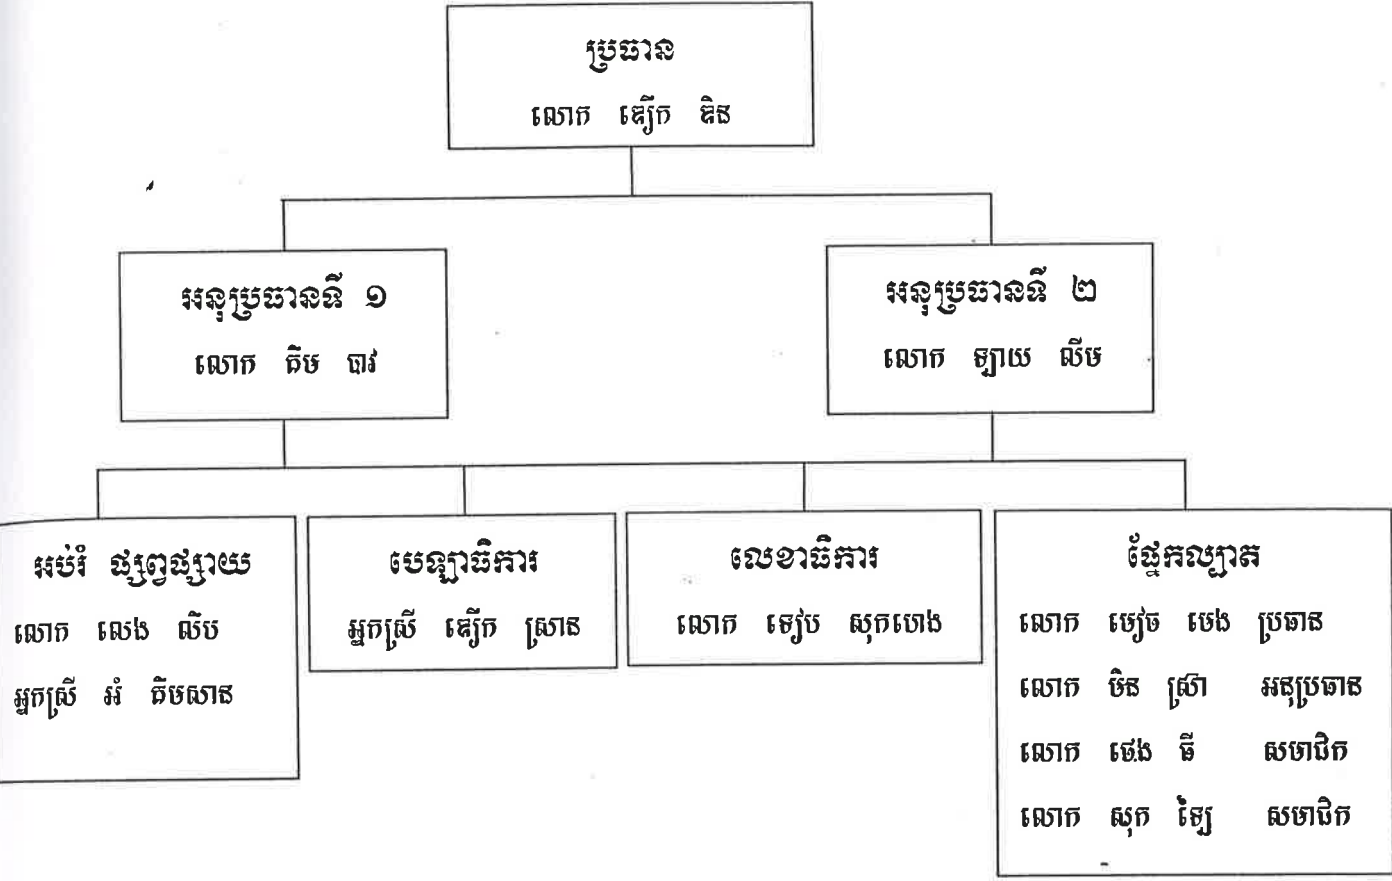 ប្រធាន
លោក ឌៀក ឌិន
អនុប្រធានទី ១
លោក គិម បាវ
អនុប្រធានទី ២
លោក ឡាយ លីម
អប់រំ ផ្សព្វផ្សាយ
លោក លេង លីប
អ្នកស្រី អំ គឹមសាន
បេឡាធិការ
អ្នកស្រី ឌៀក ស្រាន
លេខាធិការ
លោក ទៀប សុកហេង
ផ្នែកល្បាត
លោក មៀច មេង ប្រធាន
លោក មិន ស្រ៊ា អនុប្រធាន
លោក ថេង ធី សមាជិក
លោក សុក ឡៃ សមាជិក